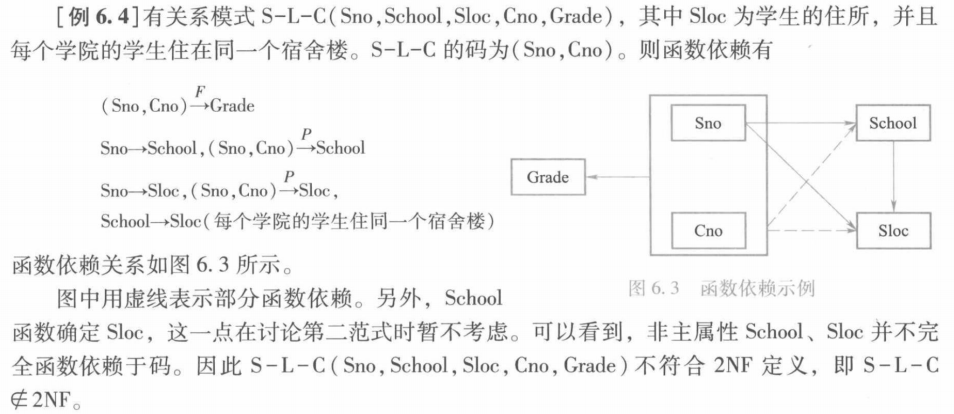 [例 6.4]有关系模式 S-L-C(Sno,School,Sloc,Cno,Grade)，其中 Sloc 为学生的住所，并且
每个学院的学生住在同一个宿舍楼。S-L-C 的码为(Sno,Cno)。则函数依赖有
(Sno,Cno)→Grade
F
Sno→School,(Sno,Cno)→School
P
Sno→Sloc,(Sno,Cno)→Sloc,
P
School→Sloc(每个学院的学生住同一个宿舍楼)
Sno
School
Grade
Cno
Sloc
图 6.3 函数依赖示例
函数依赖关系如图 6.3 所示。
图中用虚线表示部分函数依赖。另外，School
函数确定 Sloc，这一点在讨论第二范式时暂不考虑。可以看到，非主属性 School、Sloc 并不完
全函数依赖于码。因此 S-L-C(Sno,School,Sloc,Cno,Grade)不符合 2NF 定义，即 S-L-C
∉2NF。